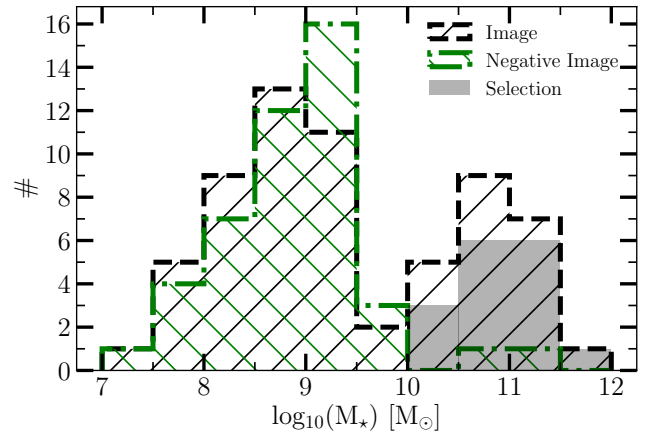 16
14
12
10
8
6
4
2
0
#
Image
Negative Image
Selection
7 8 9 10 11 12
log₁₀(M⋆) [M⊙]